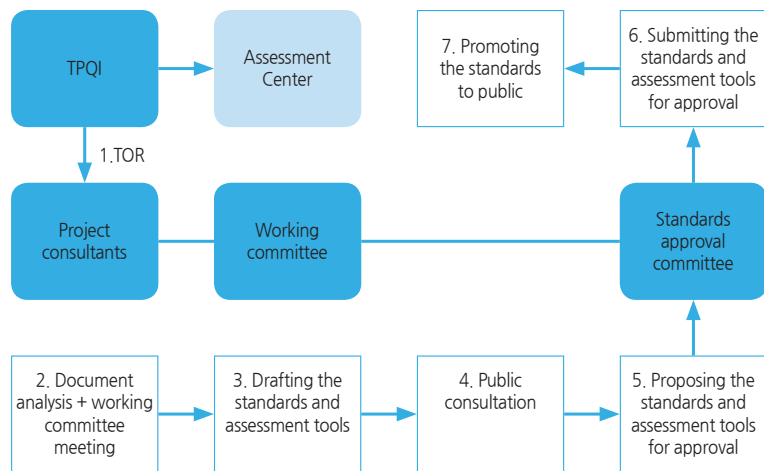 TPQI
Assessment
Center
7. Promoting
the standards
to public
6. Submitting the
standards and
assessment tools
for approval
1.TOR
Project
consultants
Working
committee
Standards
approval
committee
2. Document
analysis + working
committee
meeting
3. Drafting the
standards and
assessment tools
4. Public
consultation
5. Proposing the
standards and
assessment tools
for approval